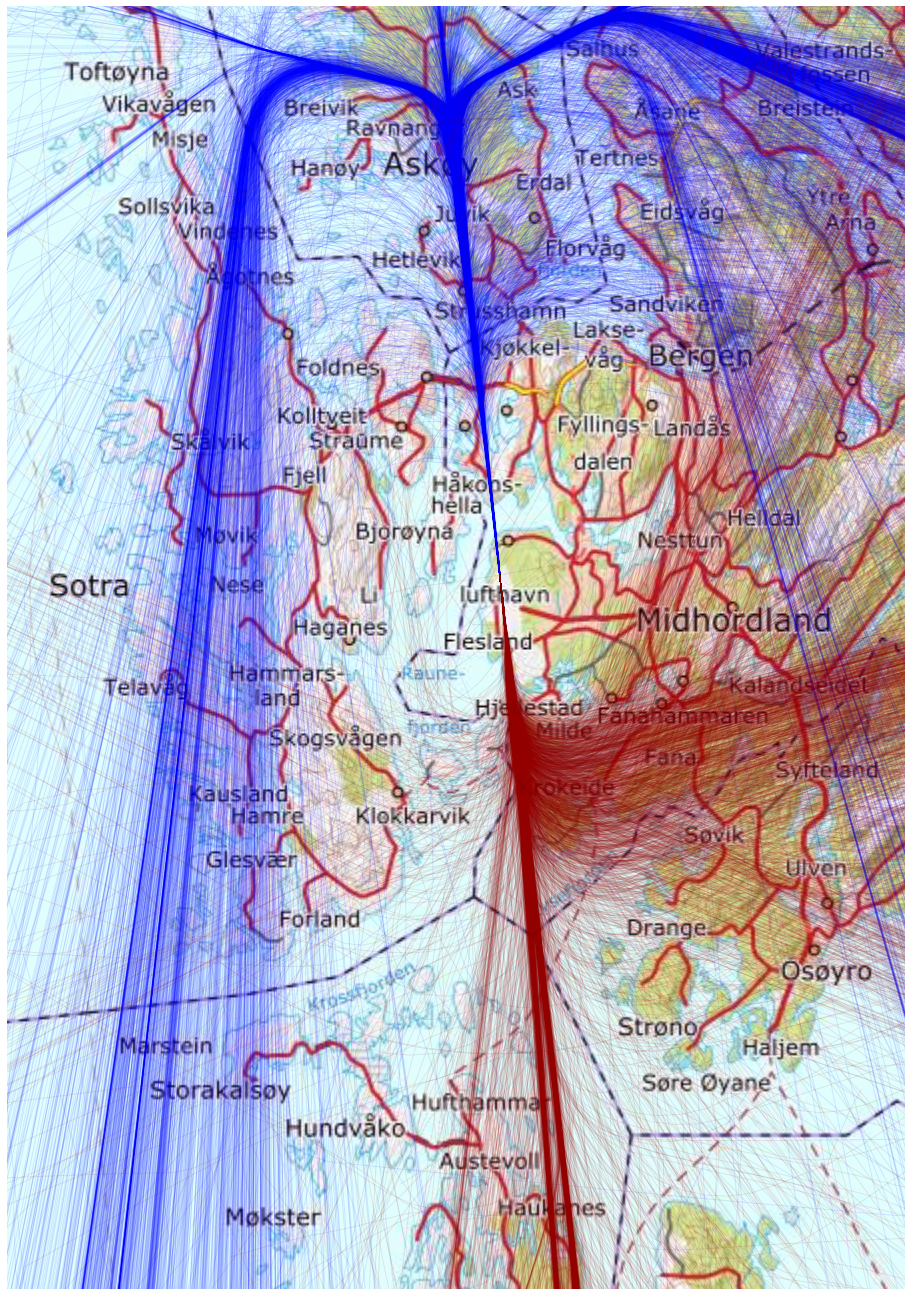 Salhus
Valestrands-
fossen
Toftøyna
Ask
Vikavågen
Breivik
Åsane
Breistein
Ravnang
Misje
Askøy
Tertnes
Hanøy
Erdal
Ytre
Arna
Sollsvika
Juvik
Eidsvåg
Vindenes
Florvåg
Hetlevik
Ågotnes
Strusshamn
Sandviken
Lakse-
våg
Kjøkkel-
Bergen
Foldnes
Kolltveit
Straume
Fyllings-
dalen
Landås
Skålvik
Fjell
Håkons-
hella
Helldal
Møvik
Bjorøyna
Nesttun
Sotra
Nese
Li
lufthavn
Haganes
Flesland
Midhordland
Hammars-
land
Raune-
fjorden
Telavåg
Kalandseidet
Hjellestad
Fanahammaren
Milde
Skogsvågen
Fana
Syfteland
Krokeide
Kausland
Hamre
Klokkarvik
Søvik
Glesvær
Ulven
Forland
Drange
Krossfjorden
Osøyro
Strøno
Marstein
Haljem
Storakalsøy
Søre Øyane
Hufthammar
Hundvåko
Austevoll
Møkster
Haukanes